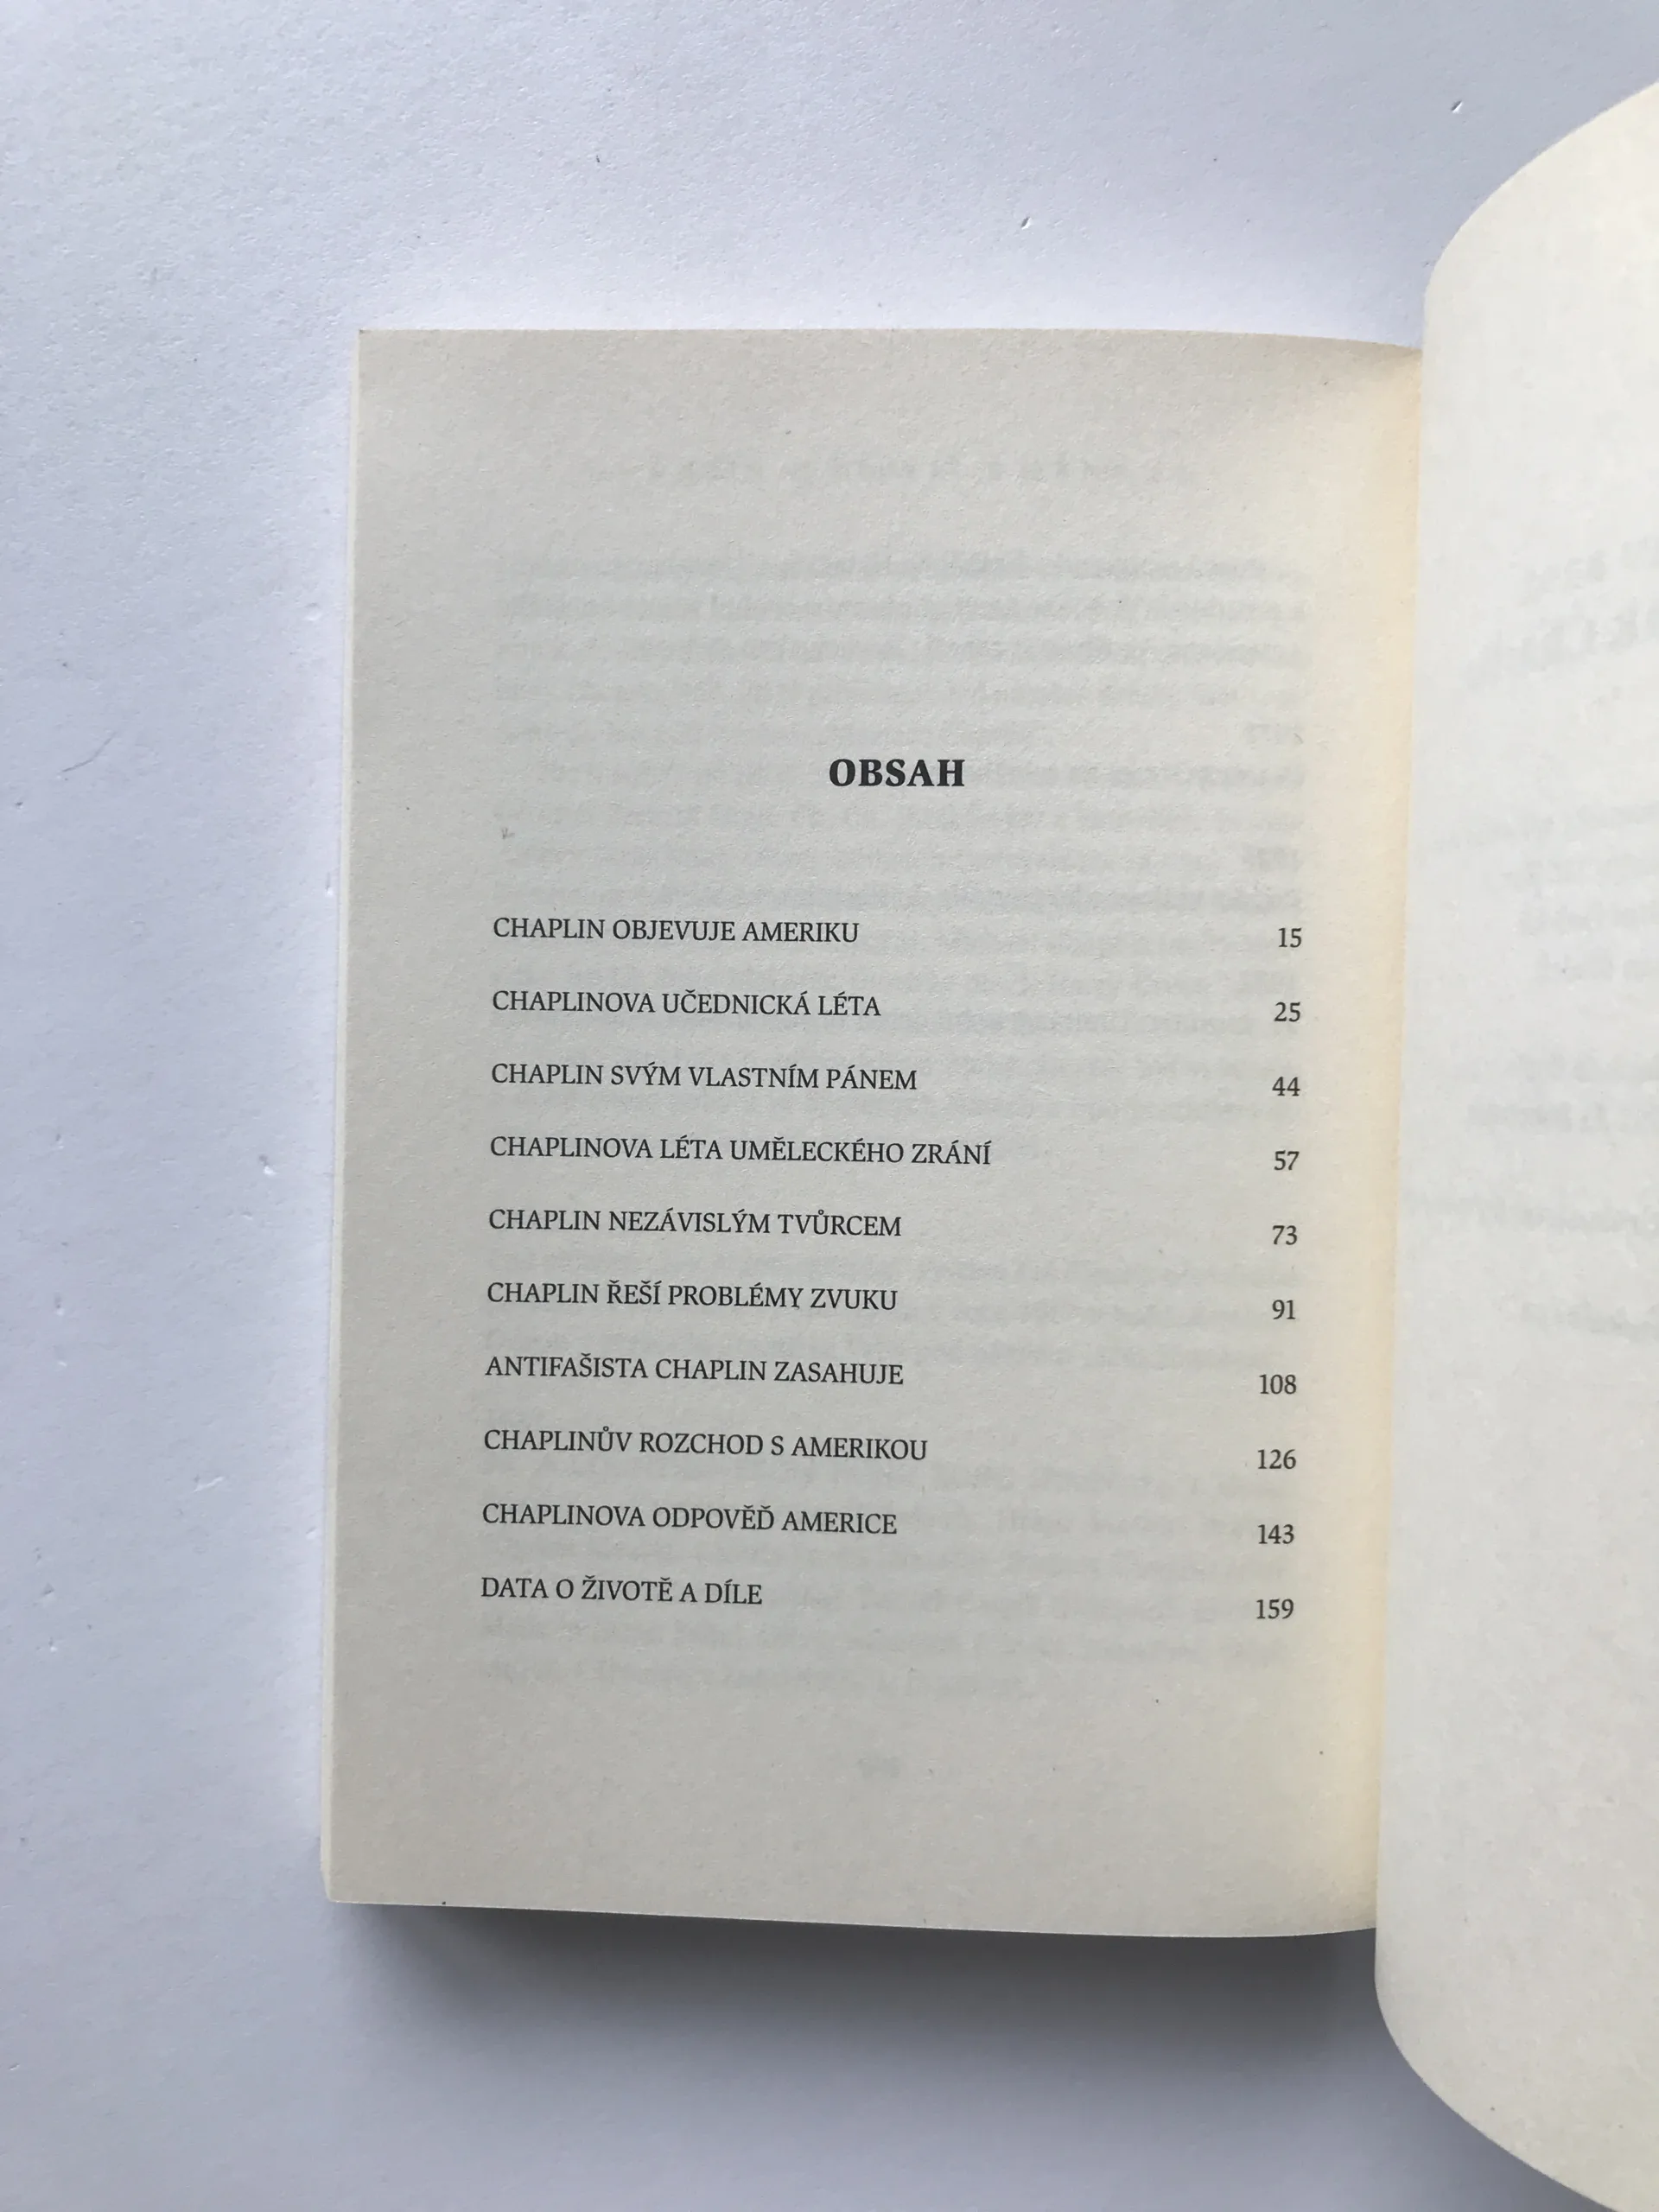 OBSAH
CHAPLIN OBJEVUJE AMERIKU 15
CHAPLINOVA UČEDNICKÁ LÉTA 25
CHAPLIN SVÝM VLASTNÍM PÁNEM 44
CHAPLINOVA LÉTA UMĚLECKÉHO ZRÁNÍ 57
CHAPLIN NEZÁVISLÝM TVŮRCEM 73
CHAPLIN ŘEŠÍ PROBLÉMY ZVUKU 91
ANTIFAŠISTA CHAPLIN ZASAHUJE 108
CHAPLINŮV ROZCHOD S AMERIKOU 126
CHAPLINOVA ODPOVĚĎ AMERICE 143
DATA O ŽIVOTĚ A DÍLE 159